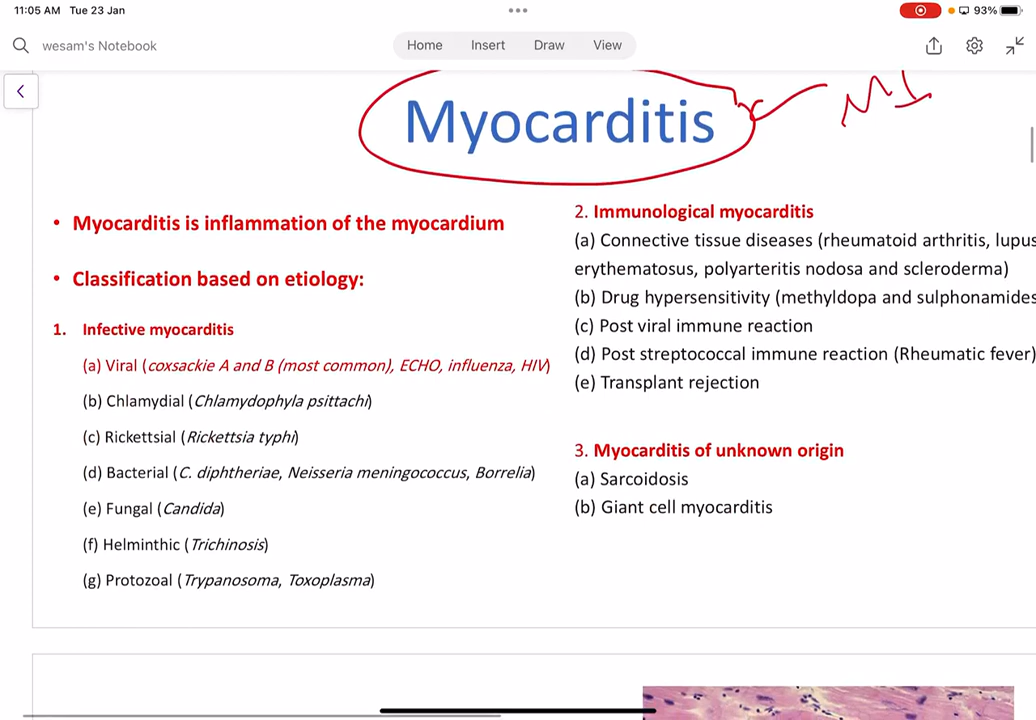 11:05 AM Tue 23 Jan
93%
wesam's Notebook
Home Insert Draw View
Myocarditis
MI
• Myocarditis is inflammation of the myocardium
• Classification based on etiology:
1. Infective myocarditis
(a) Viral (coxsackie A and B (most common), ECHO, influenza, HIV)
(b) Chlamydial (Chlamydophyla psittachi)
(c) Rickettsial (Rickettsia typhi)
(d) Bacterial (C. diphtheriae, Neisseria meningococcus, Borrelia)
(e) Fungal (Candida)
(f) Helminthic (Trichinosis)
(g) Protozoal (Trypanosoma, Toxoplasma)
2. Immunological myocarditis
(a) Connective tissue diseases (rheumatoid arthritis, lupus
erythematosus, polyarteritis nodosa and scleroderma)
(b) Drug hypersensitivity (methyldopa and sulphonamides
(c) Post viral immune reaction
(d) Post streptococcal immune reaction (Rheumatic fever)
(e) Transplant rejection
3. Myocarditis of unknown origin
(a) Sarcoidosis
(b) Giant cell myocarditis